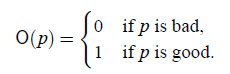 O(p) = { 0 if p is bad,
1 if p is good.